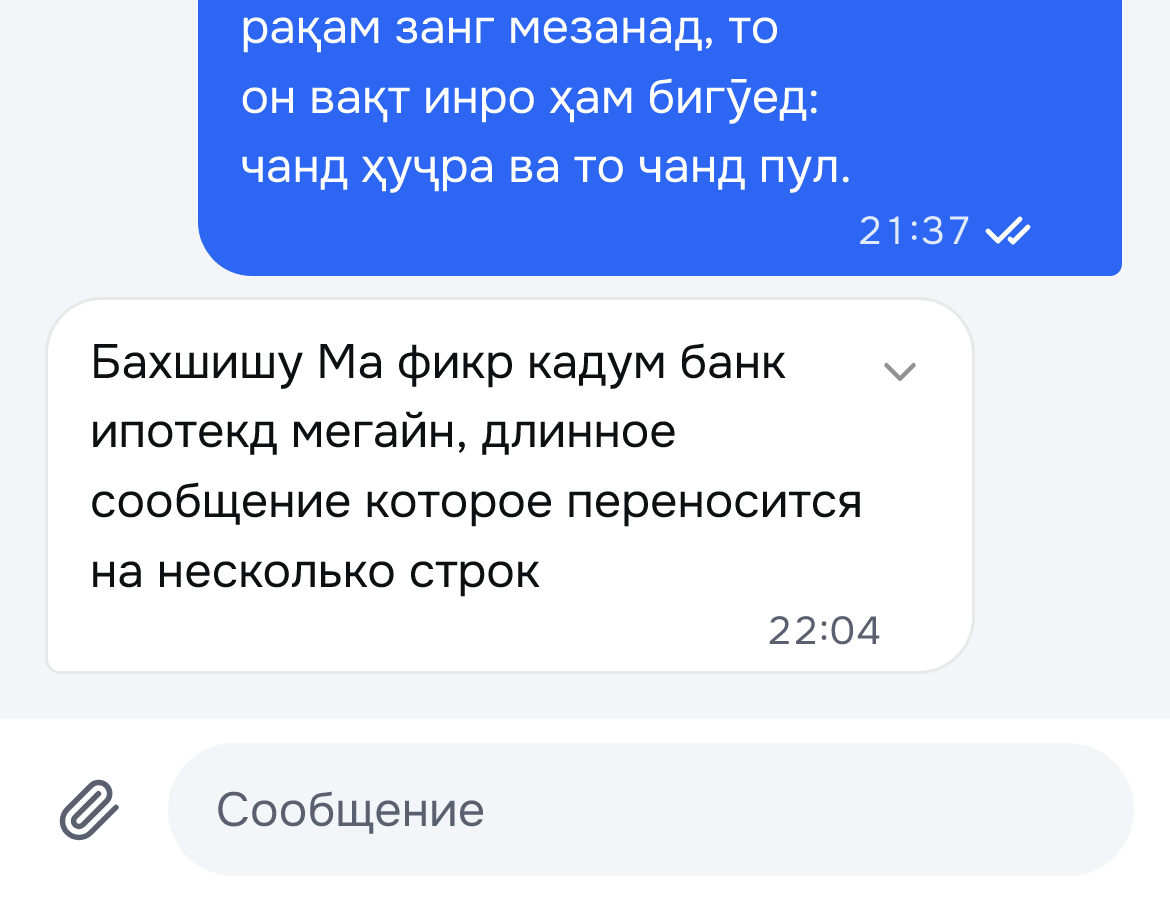 рақам занг мезанад, то
он вақт инро ҳам бигӯед:
чанд ҳуҷра ва то чанд пул.
21:37
Бахшишу Ма фикр кадум банк
ипотекд мегайн, длинное
сообщение которое переносится
на несколько строк
22:04
Сообщение